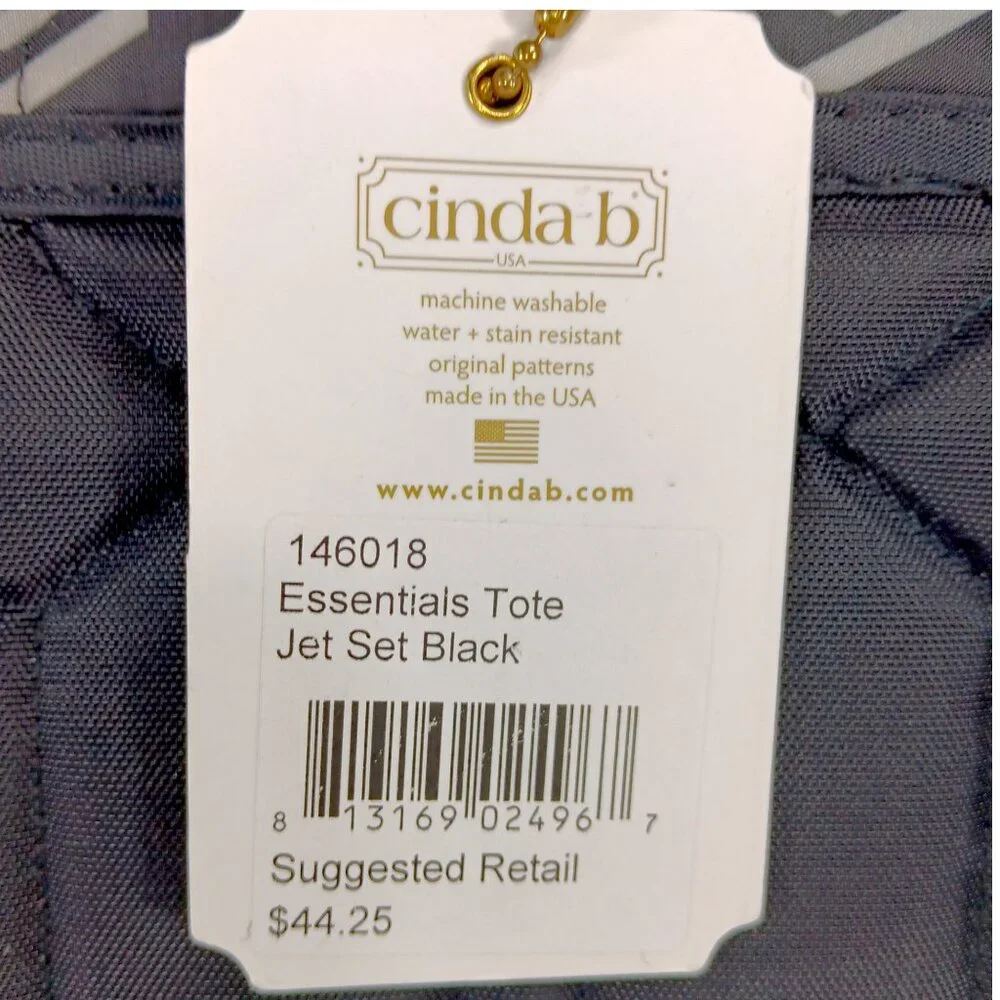 cinda b
USA
machine washable
water + stain resistant
original patterns
made in the USA
www.cindab.com
146018
Essentials Tote
Jet Set Black
8 13169 02496 7
Suggested Retail
$44.25